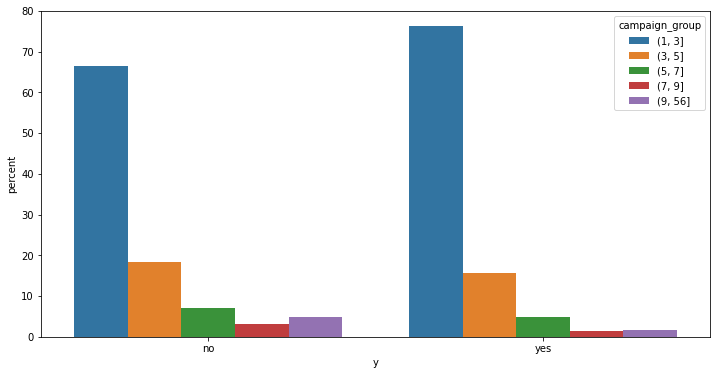 80
70
60
50
40
30
20
10
0
percent
no
yes
y
campaign_group
(1, 3]
(3, 5]
(5, 7]
(7, 9]
(9, 56]